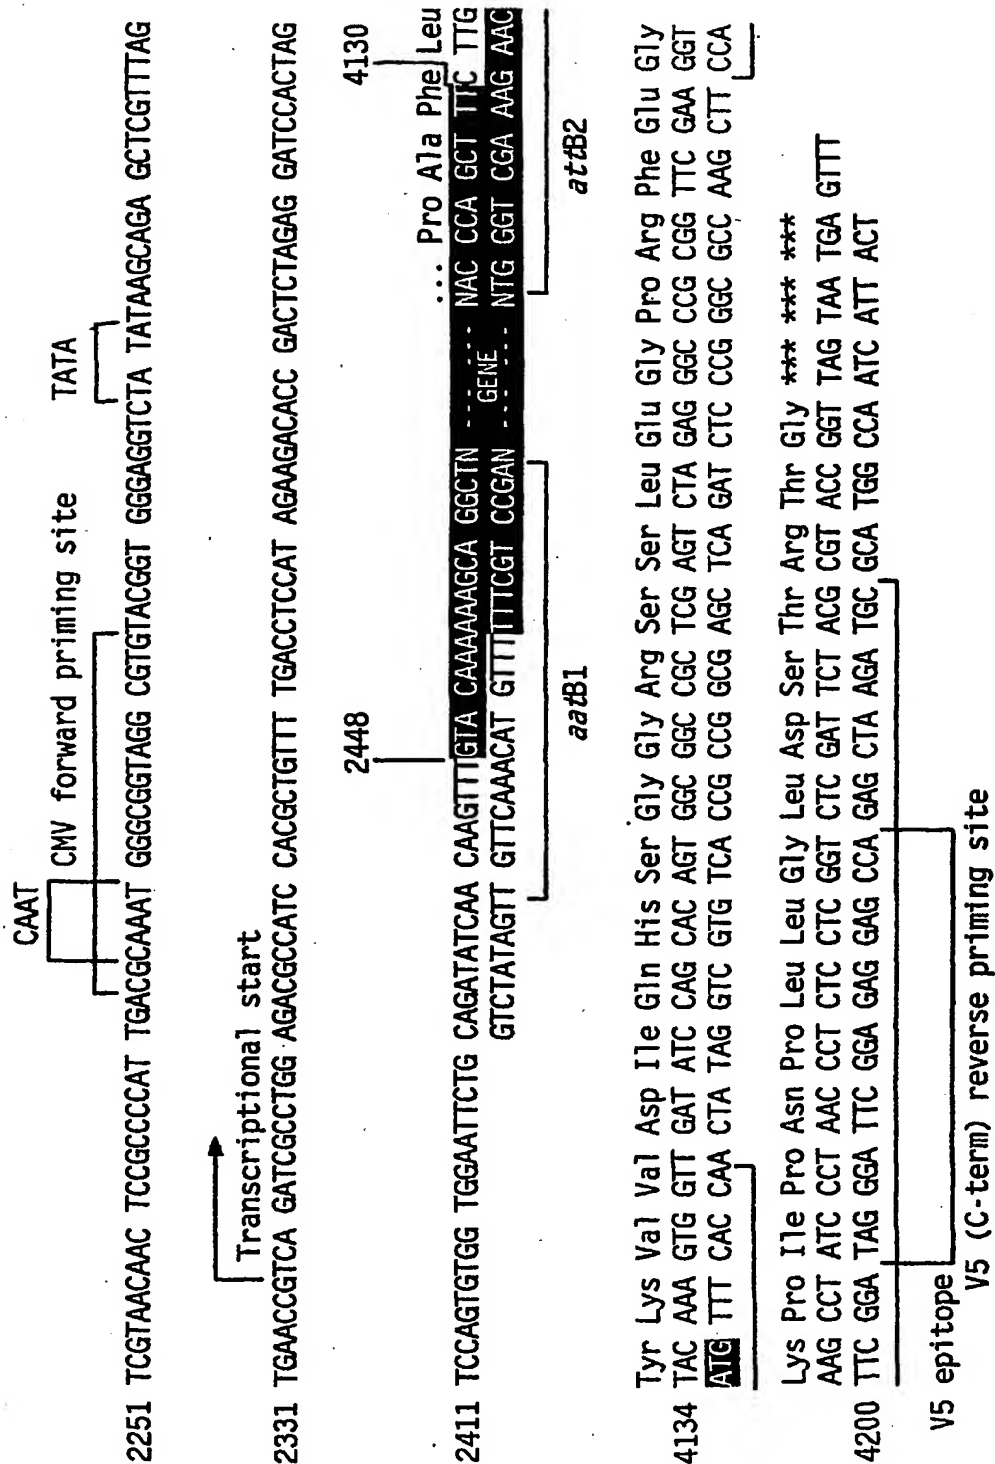 CAAT
CMV forward priming site
TATA
2251 TCGTAACAAC TCCGCCCCAT TGACGCAAAT GGGCGGTAGG CGTGTACGGT GGGAGGTCTA TATAAGCAGA GCTCGTTTAG
Transcriptional start
2331 TGAACCGTCA GATCGCCTGG AGACGCCATC CACGCTGTTT TGACCTCCAT AGAAGACACC GACTCTAGAG GATCCACTAG
2448
4130
... Pro Ala Phe Leu
2411 TCCAGTGTGG TGGAATTCTG CAGATATCAA CAAGTTTGTA CAAAAAAGCA GGCTN ---- --- NAC CCA GCT TTC TTG
GENE
GTCTATAGTT GTTCAAACAT GTTTTTTCGT CCGAN --- --- --- NTG GGT CGA AAG AAC
aatB1
attB2
Tyr Lys Val Val Asp Ile Gln His Ser Gly Gly Arg Ser Ser Leu Glu Gly Pro Arg Phe Glu Gly
4134 TAC AAA GTG GTT GAT ATC CAG CAC AGT GGC GGC CGC TCG AGT CTA GAG GGC CCG CGG TTC GAA GGT
ATG TTT CAC CAA CTA TAG GTC GTG TCA CCG CCG GCG AGC TCA GAT CTC CCG GGC GCC AAG CTT CCA
Lys Pro Ile Pro Asn Pro Leu Leu Gly Leu Asp Ser Thr Arg Thr Gly *** *** ***
AAG CCT ATC CCT AAC CCT CTC CTC GGT CTC GAT TCT ACG CGT ACC GGT TAG TAA TGA GTTT
4200 TTC GGA TAG GGA TTC GGA GAG GAG CCA GAG CTA AGA TGC GCA TGG CCA ATC ATT ACT
V5 epitope
V5 (C-term) reverse priming site